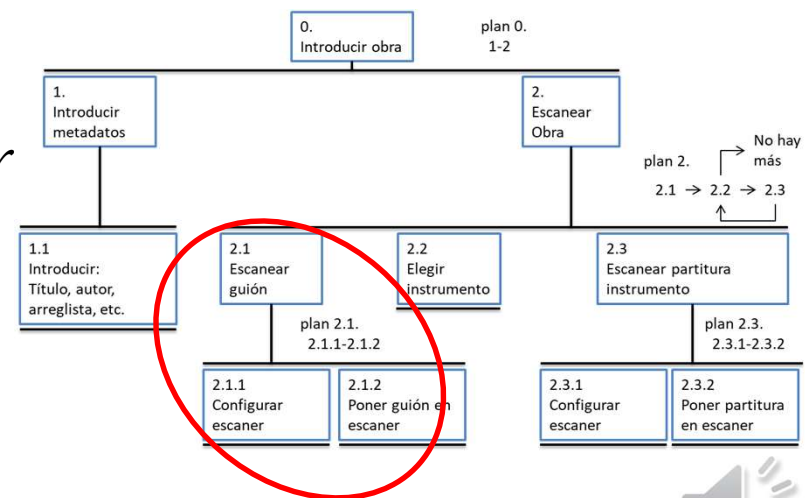 0.
Introducir obra
plan 0.
1-2
1.
Introducir
metadatos
2.
Escanear
Obra
plan 2.
No hay
más
2.1 → 2.2 → 2.3
1.1
Introducir:
Título, autor,
arreglista, etc.
2.1
Escanear
guión
2.2
Elegir
instrumento
2.3
Escanear partitura
instrumento
plan 2.1.
2.1.1-2.1.2
plan 2.3.
2.3.1-2.3.2
2.1.1
Configurar
escaner
2.1.2
Poner guión en
escaner
2.3.1
Configurar
escaner
2.3.2
Poner partitura
en escaner